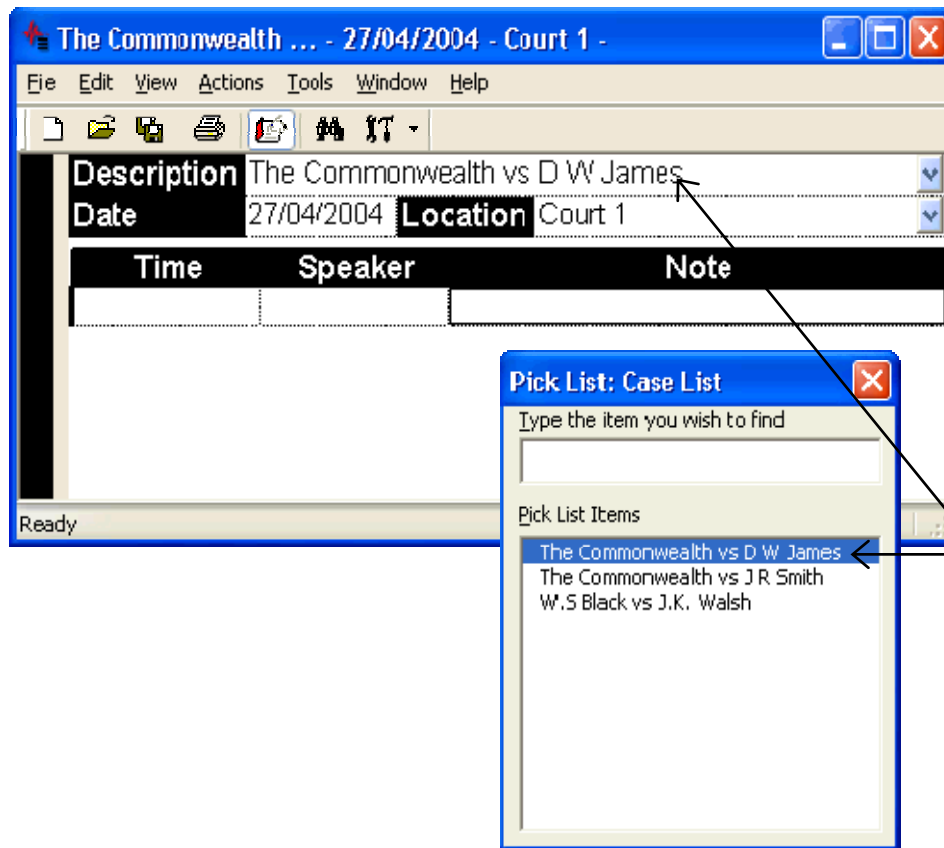 The Commonwealth ... - 27/04/2004 - Court 1 -
Fie Edit View Actions Tools Window Help
Description The Commonwealth vs D W James
Date 27/04/2004 Location Court 1
Time Speaker Note
Pick List: Case List
Type the item you wish to find
Pick List Items
Ready
The Commonwealth vs D W James
The Commonwealth vs J R Smith
W.S Black vs J.K. Walsh